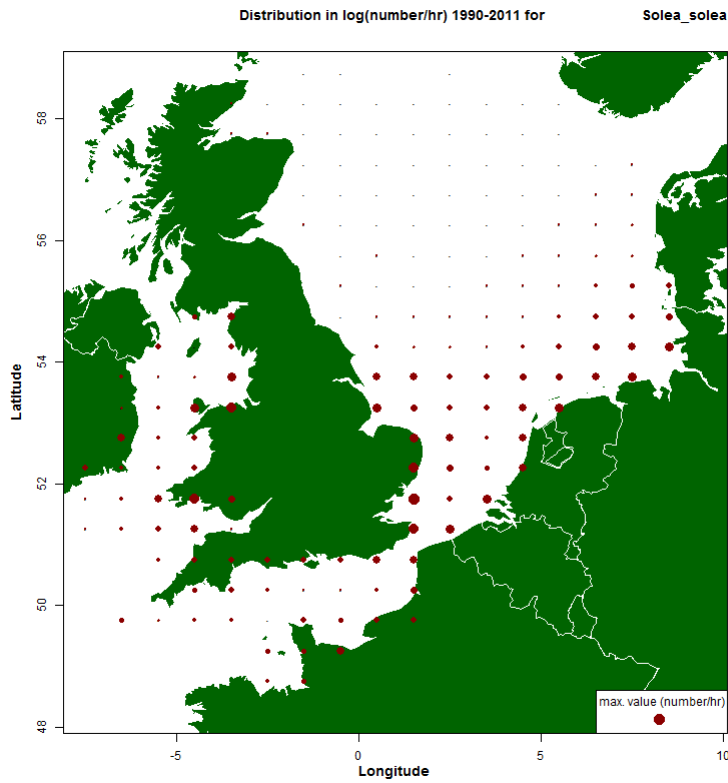 Distribution in log(number/hr) 1990-2011 for Solea_solea
58
56
54
52
50
48
Latitude
max. value (number/hr)
-5 0 5 10
Longitude